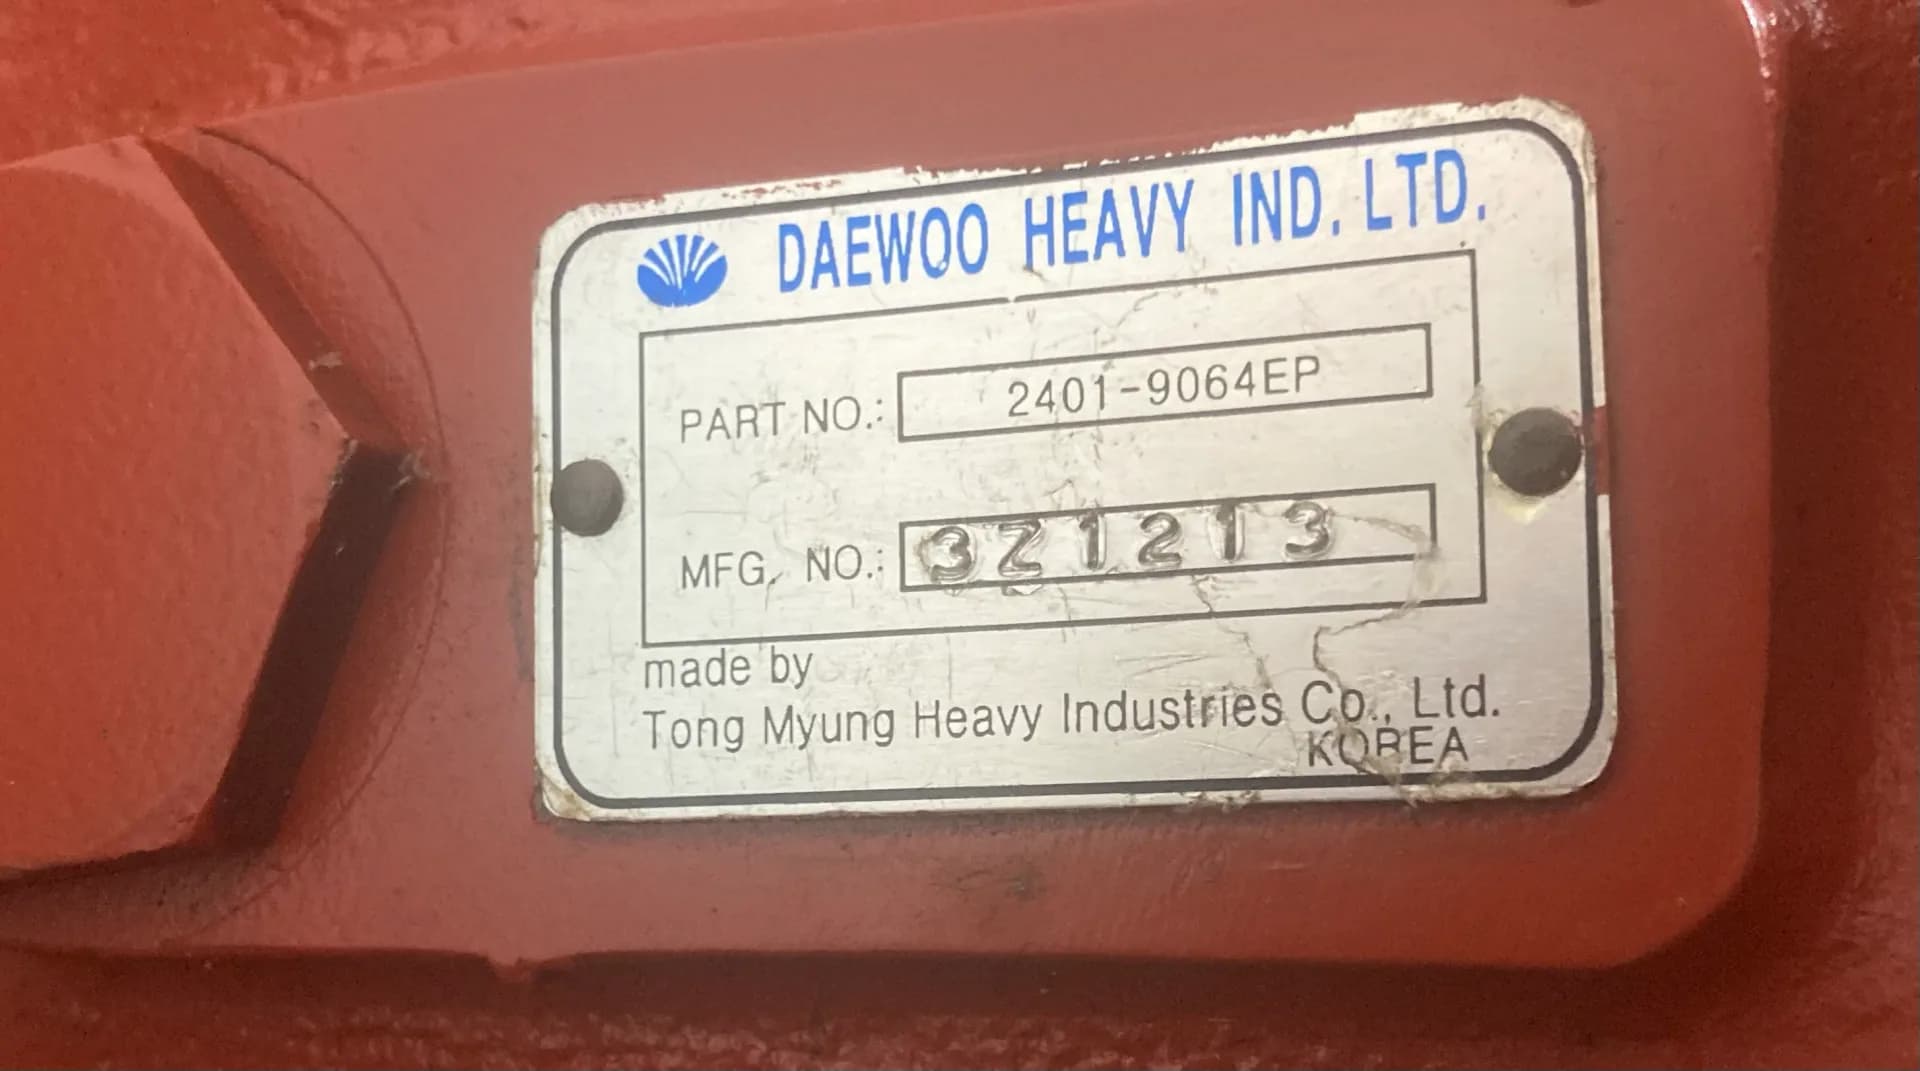 DAEWOO HEAVY IND. LTD.
PART NO.: 2401-9064EP
MFG. NO.: 3Z1213
made by
Tong Myung Heavy Industries Co., Ltd.
KOREA